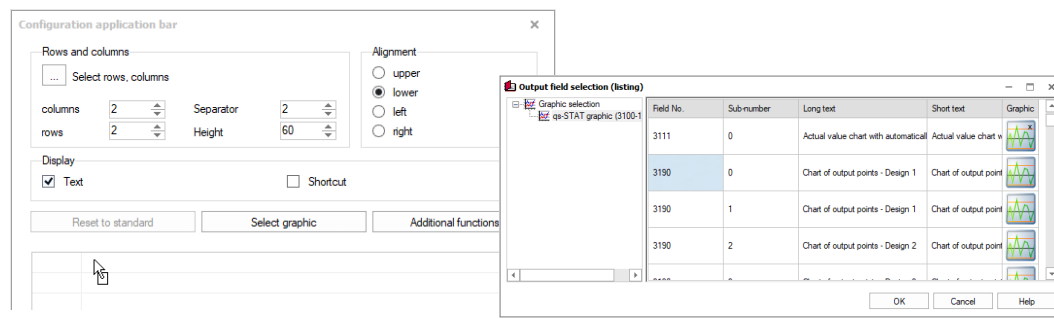 Configuration application bar
Rows and columns
... Select rows, columns
columns 2 Separator 2
rows 2 Height 60
Alignment
upper
lower
left
right
Display
Text Shortcut
Reset to standard Select graphic Additional functions
Output field selection (listing)
Graphic selection
qs-STAT graphic (3100-1
Field No. Sub-number Long text Short text Graphic
3111 0 Actual value chart with automaticall Actual value chart w
3190 0 Chart of output points - Design 1 Chart of output point
3190 1 Chart of output points - Design 1 Chart of output point
3190 2 Chart of output points - Design 2 Chart of output point
OK Cancel Help